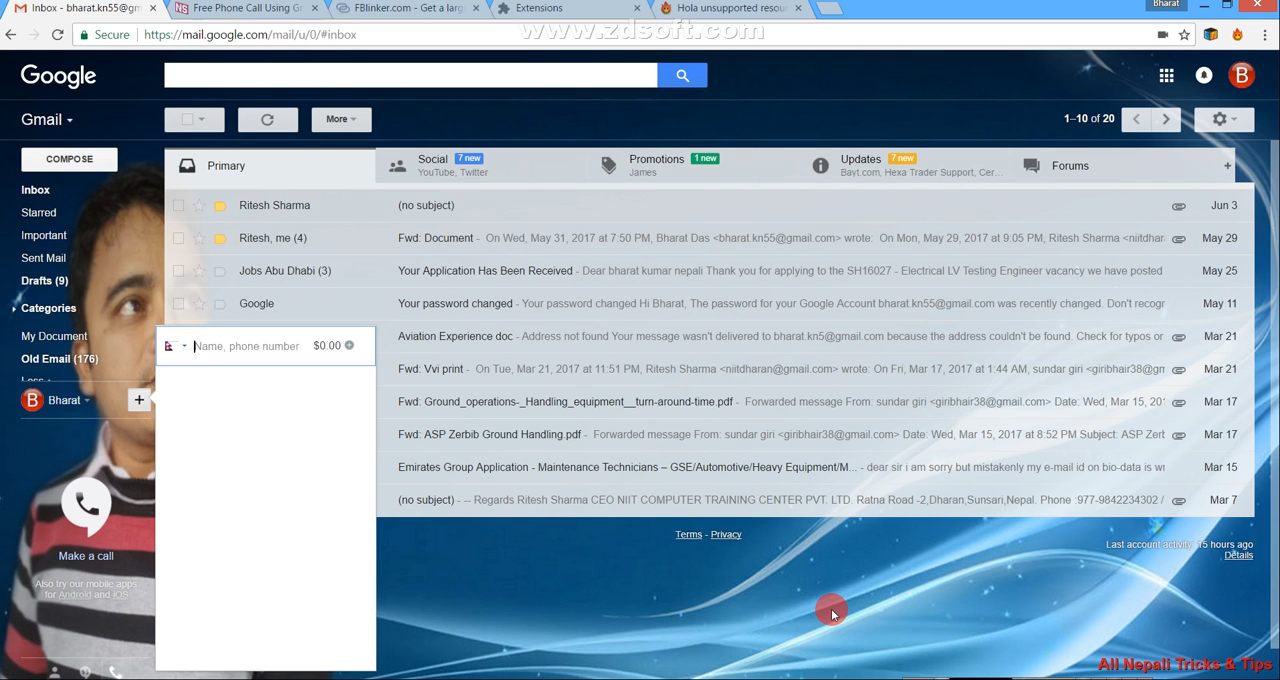 Inbox - bharat.kn55@gm
Free Phone Call Using G
FBlinker.com - Get a larg
Extensions
Hola unsupported resou
Bharat
Secure
https://mail.google.com/mail/u/0/#inbox
www.zdsoft.com
Google
B
Gmail
More
1–10 of 20
COMPOSE
Primary
Social 7 new
YouTube, Twitter
Promotions 1 new
James
Updates 7 new
Bayt.com, Hexa Trader Support, Cer...
Forums
+
Inbox
Starred
Important
Sent Mail
Drafts (9)
Categories
My Document
Old Email (176)
Less
Bharat
+
Ritesh Sharma (no subject) Jun 3
Ritesh, me (4) Fwd: Document - On Wed, May 31, 2017 at 7:50 PM, Bharat Das <bharat.kn55@gmail.com> wrote: On Mon, May 29, 2017 at 9:05 PM, Ritesh Sharma <niitdhar May 29
Jobs Abu Dhabi (3) Your Application Has Been Received - Dear bharat kumar nepali Thank you for applying to the SH16027 - Electrical LV Testing Engineer vacancy we have posted May 25
Google Your password changed - Your password changed Hi Bharat, The password for your Google Account bharat.kn55@gmail.com was recently changed. Don't recogr May 11
Aviation Experience doc - Address not found Your message wasn't delivered to bharat.kn5@gmail.com because the address couldn't be found. Check for typos or Mar 21
Fwd: Vvi print - On Tue, Mar 21, 2017 at 11:51 PM, Ritesh Sharma <niitdharan@gmail.com> wrote: On Fri, Mar 17, 2017 at 1:44 AM, sundar giri <giribhair38@gm Mar 21
Fwd: Ground_operations-_Handling_equipment__turn-around-time.pdf - Forwarded message From: sundar giri <giribhair38@gmail.com> Date: Wed, Mar 15, 201 Mar 17
Fwd: ASP Zerbib Ground Handling.pdf - Forwarded message From: sundar giri <giribhair38@gmail.com> Date: Wed, Mar 15, 2017 at 8:52 PM Subject: ASP Zerb Mar 17
Emirates Group Application - Maintenance Technicians – GSE/Automotive/Heavy Equipment/M... - dear sir i am sorry but mistakenly my e-mail id on bio-data is wr Mar 15
(no subject) - -- Regards Ritesh Sharma CEO NIIT COMPUTER TRAINING CENTER PVT. LTD. Ratna Road -2,Dharan,Sunsari,Nepal. Phone :977-9842234302 / Mar 7
Name, phone number $0.00
Make a call
Also try our mobile apps
for Android and iOS
Terms - Privacy
Last account activity: 15 hours ago
Details
All Nepali Tricks & Tips